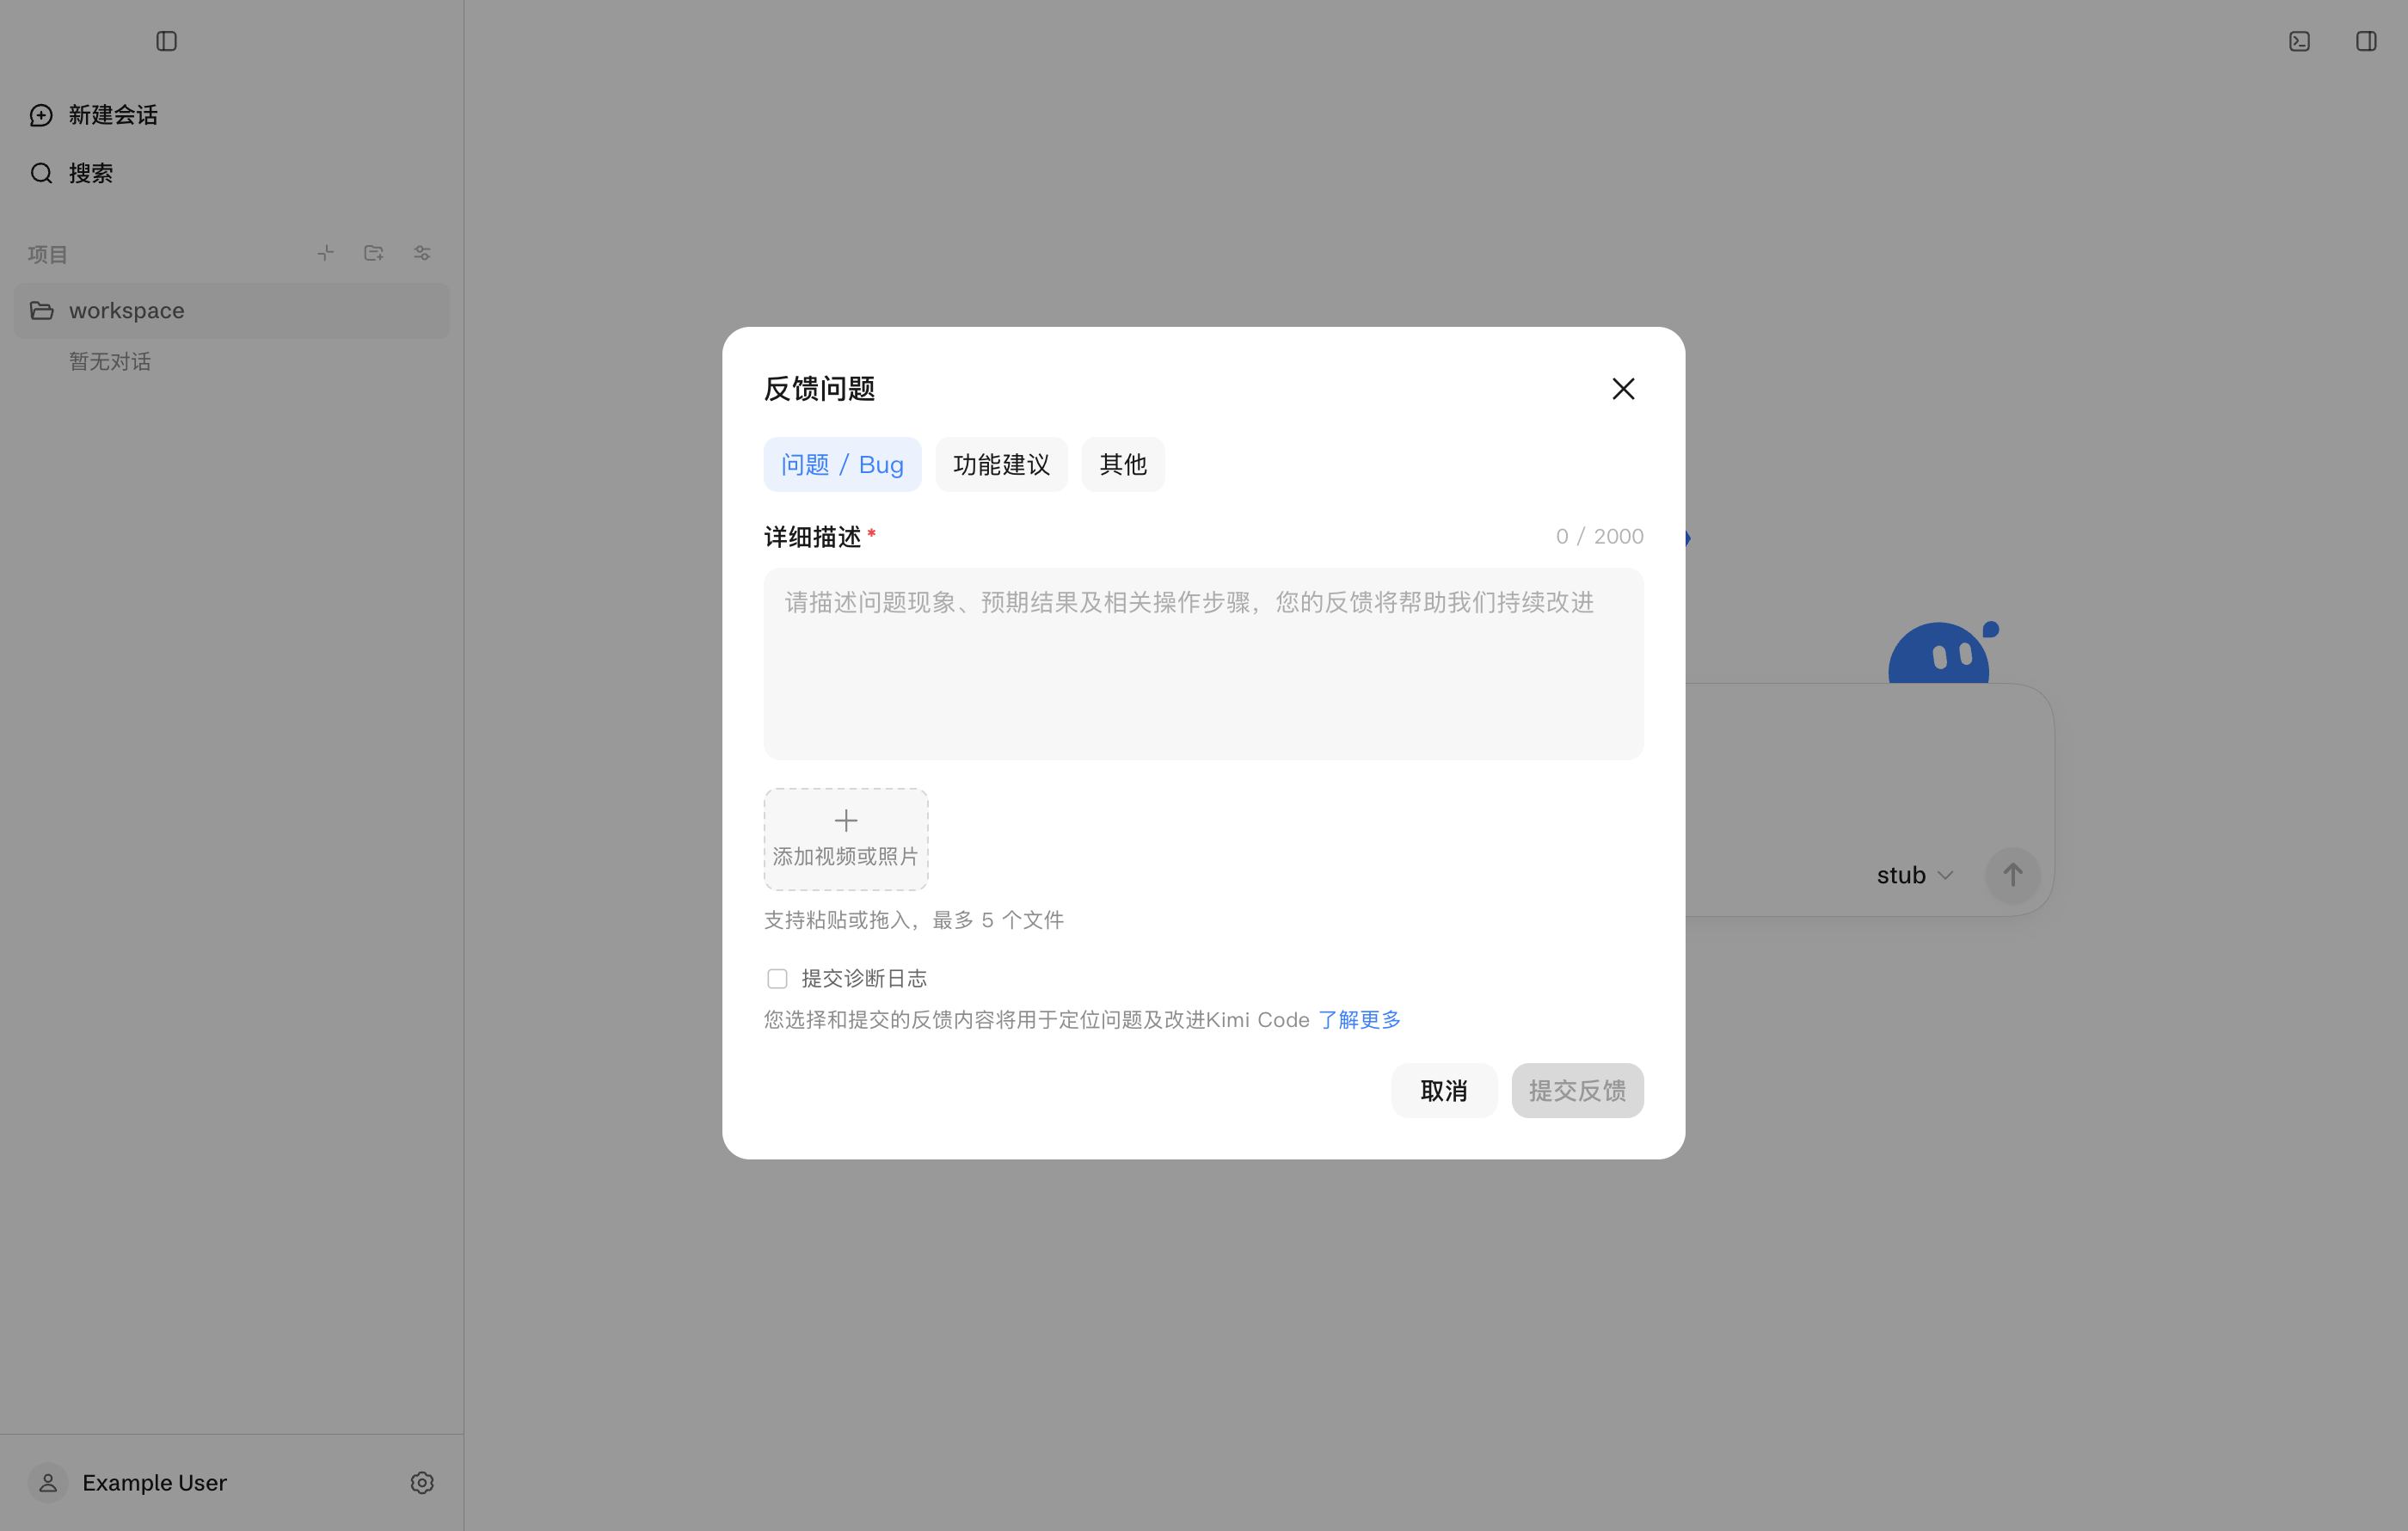 新建会话
搜索
项目
workspace
暂无对话
反馈问题
问题 / Bug
功能建议
其他
详细描述 *
0 / 2000
请描述问题现象、预期结果及相关操作步骤，您的反馈将帮助我们持续改进
添加视频或照片
支持粘贴或拖入，最多 5 个文件
提交诊断日志
您选择和提交的反馈内容将用于定位问题及改进Kimi Code 了解更多
取消
提交反馈
stub
Example User